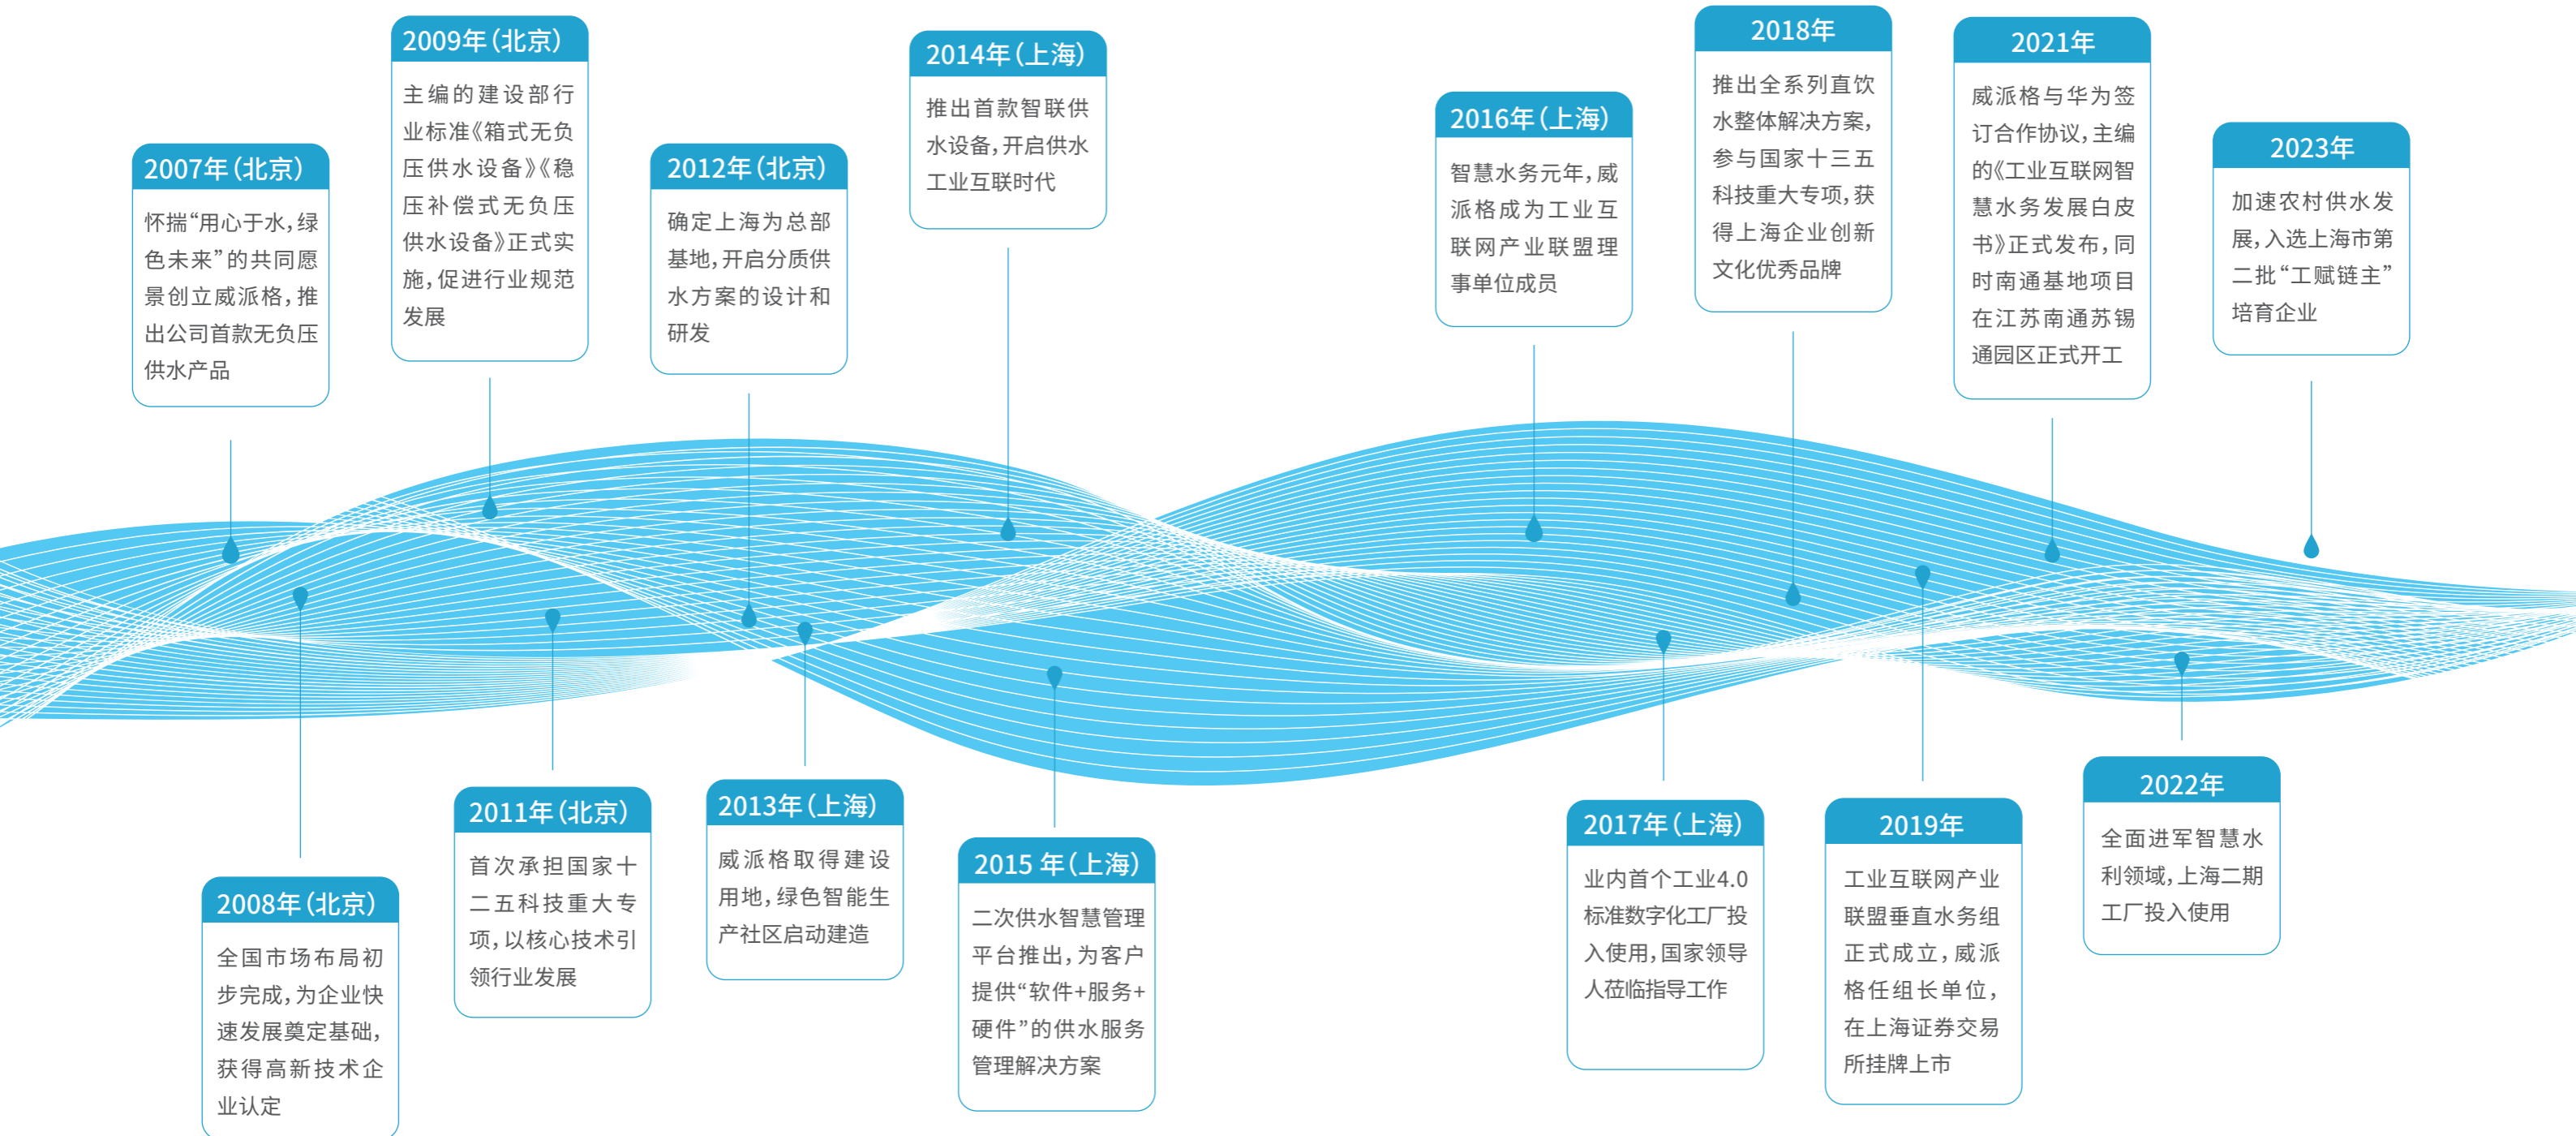 2007年（北京）
怀揣“用心于水，绿
色未来”的共同愿
景创立威派格，推
出公司首款无负压
供水产品
2009年（北京）
主编的建设部行
业标准《箱式无负
压供水设备》《稳
压补偿式无负压
供水设备》正式实
施，促进行业规范
发展
2012年（北京）
确定上海为总部
基地，开启分质供
水方案的设计和
研发
2014年（上海）
推出首款智联供
水设备，开启供水
工业互联时代
2016年（上海）
智慧水务元年，威
派格成为工业互
联网产业联盟理
事单位成员
2018年
推出全系列直饮
水整体解决方案，
参与国家十三五
科技重大专项，获
得上海企业创新
文化优秀品牌
2021年
威派格与华为签
订合作协议，主编
的《工业互联网智
慧水务发展白皮
书》正式发布，同
时南通基地项目
在江苏南通苏锡
通园区正式开工
2023年
加速农村供水发
展，入选上海市第
二批“工赋链主”
培育企业
2008年（北京）
全国市场布局初
步完成，为企业快
速发展奠定基础，
获得高新技术企
业认定
2011年（北京）
首次承担国家十
二五科技重大专
项，以核心技术引
领行业发展
2013年（上海）
威派格取得建设
用地，绿色智能生
产社区启动建造
2015 年（上海）
二次供水智慧管理
平台推出，为客户
提供“软件+服务+
硬件”的供水服务
管理解决方案
2017年（上海）
业内首个工业4.0
标准数字化工厂投
入使用，国家领导
人莅临指导工作
2019年
工业互联网产业
联盟垂直水务组
正式成立，威派
格任组长单位，
在上海证券交易
所挂牌上市
2022年
全面进军智慧水
利领域，上海二期
工厂投入使用